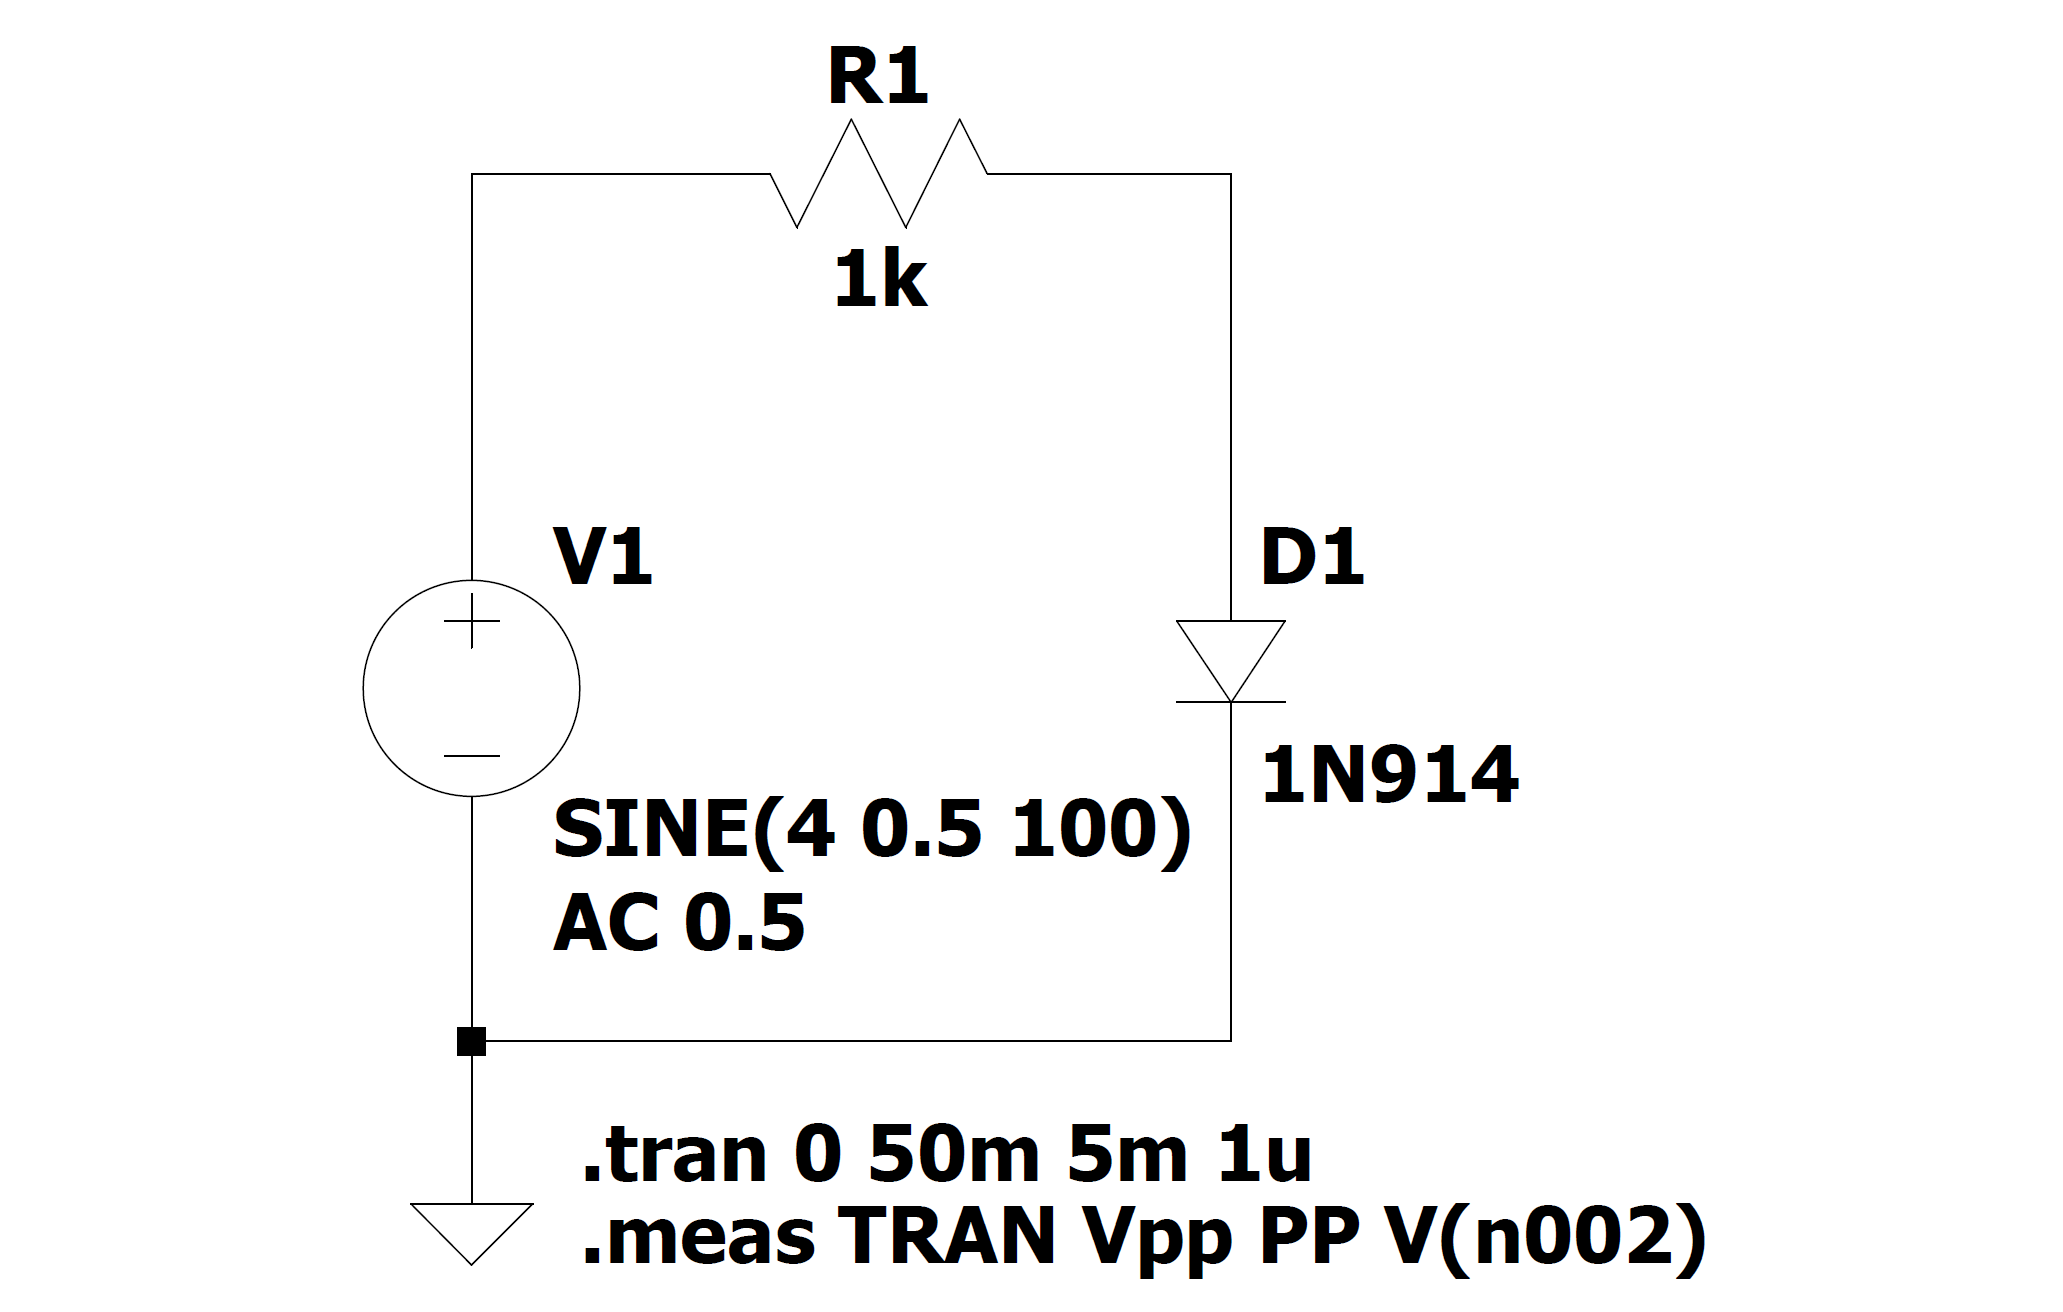 R1
1k
V1
D1
1N914
SINE(4 0.5 100)
AC 0.5
.tran 0 50m 5m 1u
.meas TRAN Vpp PP V(n002)